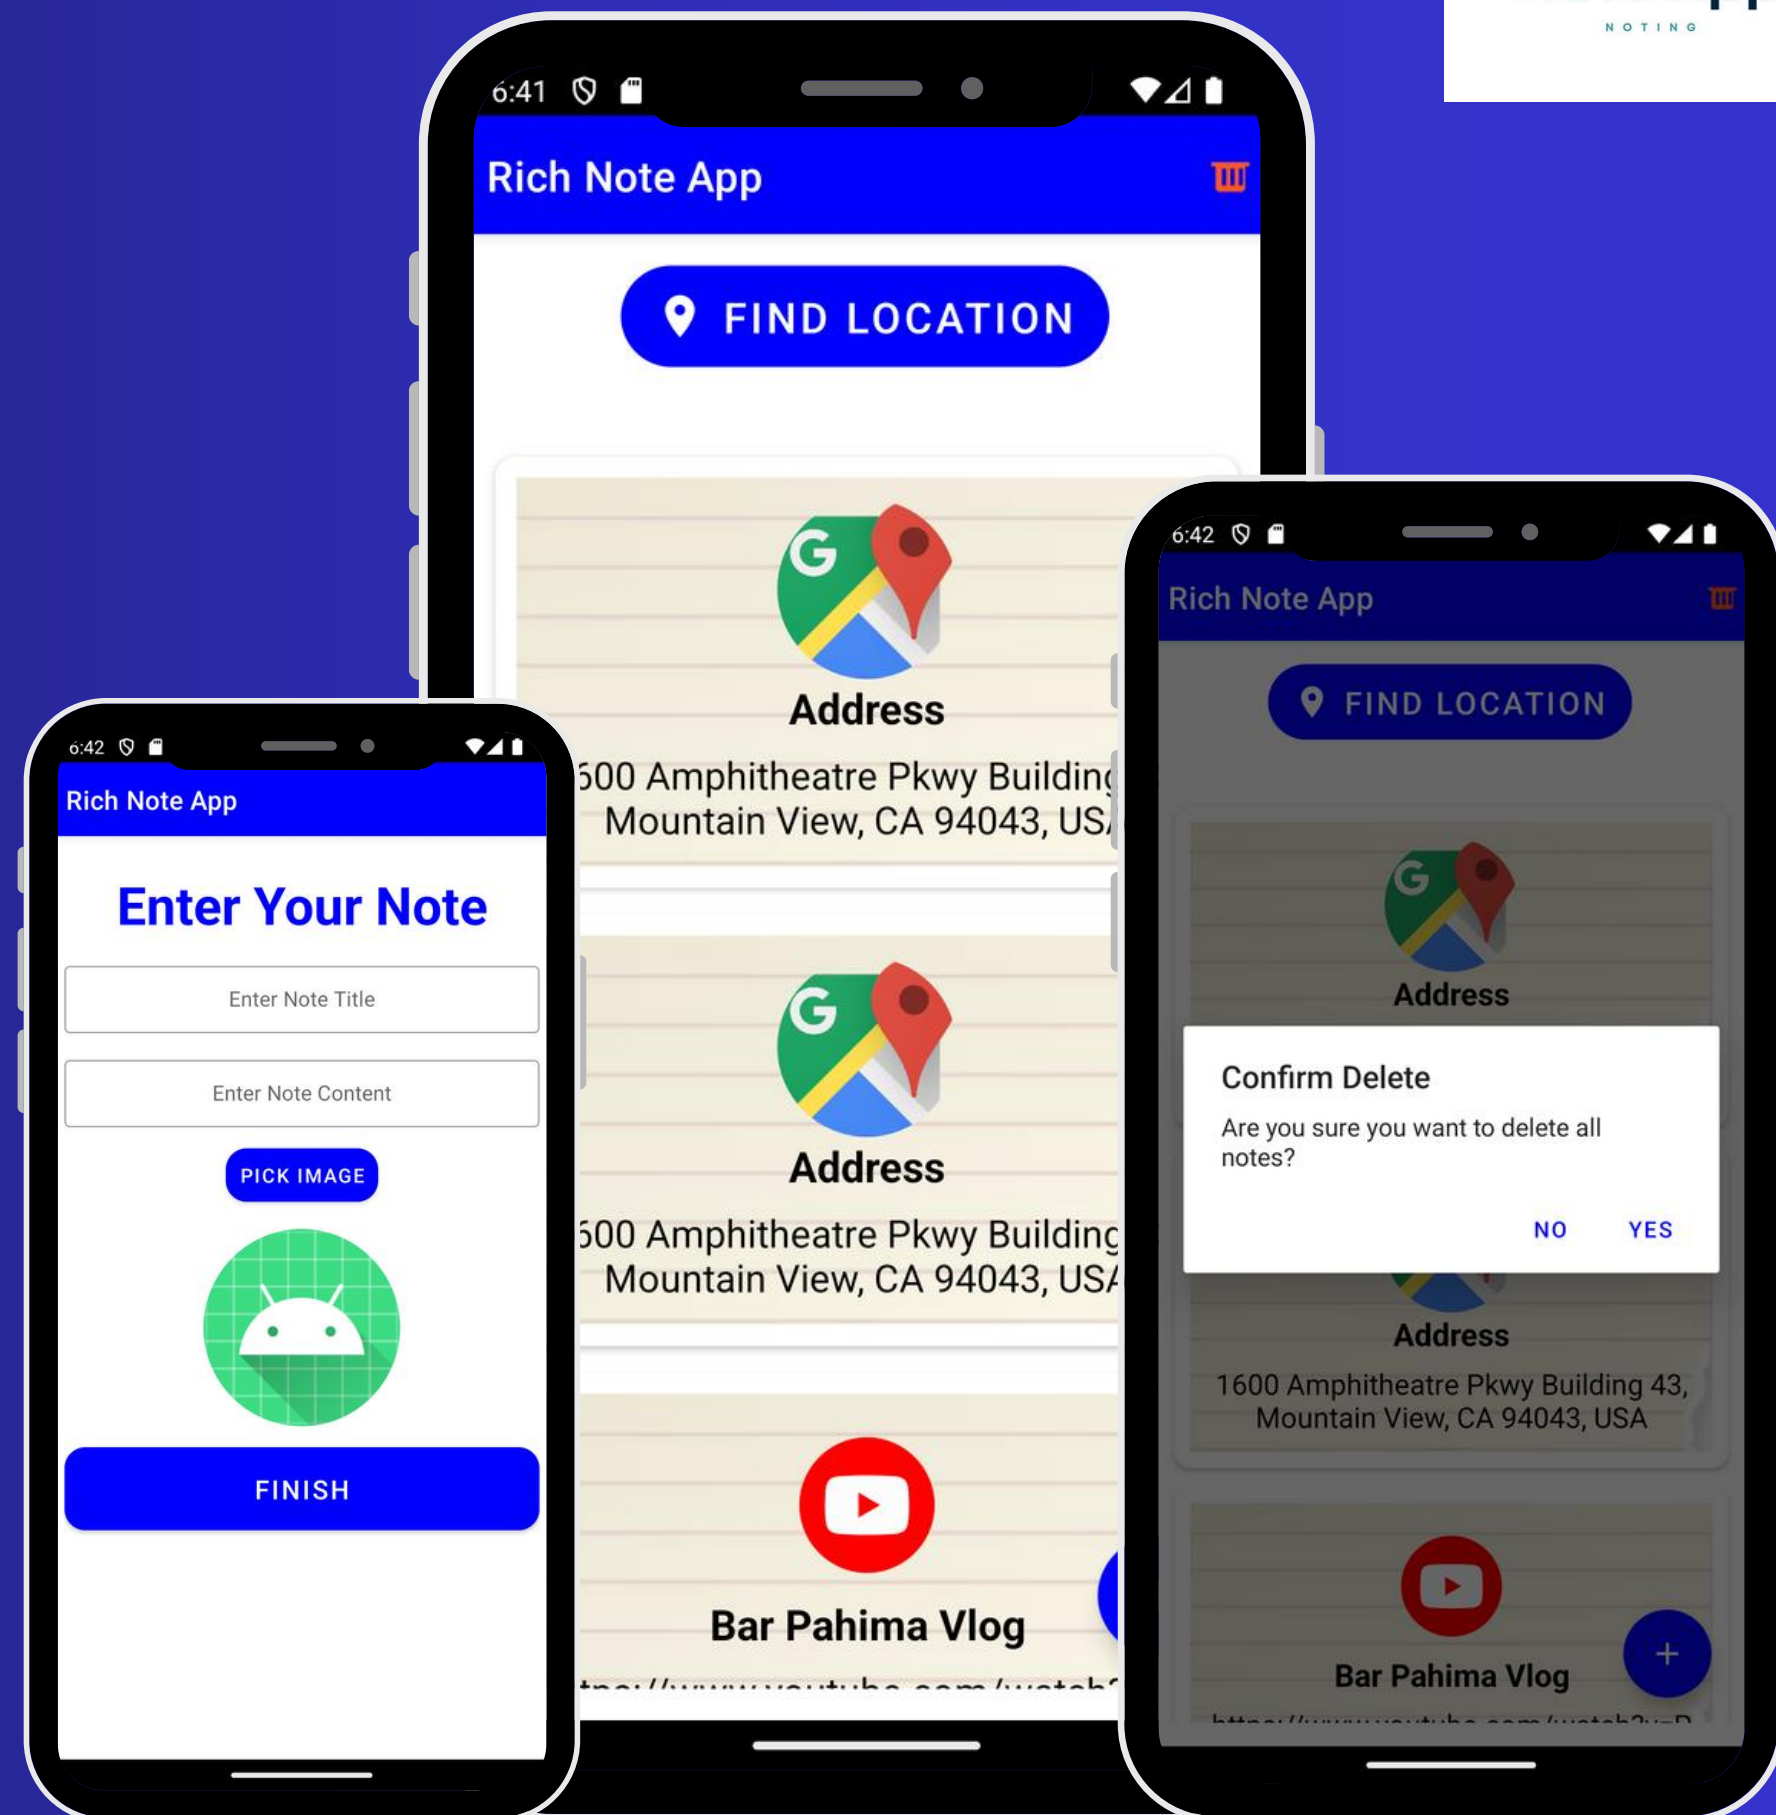 NOTING
6:41
Rich Note App
FIND LOCATION
G
Address
600 Amphitheatre Pkwy Building
Mountain View, CA 94043, USA
G
Address
600 Amphitheatre Pkwy Building
Mountain View, CA 94043, USA
Bar Pahima Vlog
6:42
Rich Note App
Enter Your Note
Enter Note Title
Enter Note Content
PICK IMAGE
FINISH
6:42
Rich Note App
FIND LOCATION
G
Address
Confirm Delete
Are you sure you want to delete all
notes?
NO YES
Address
1600 Amphitheatre Pkwy Building 43,
Mountain View, CA 94043, USA
Bar Pahima Vlog
+